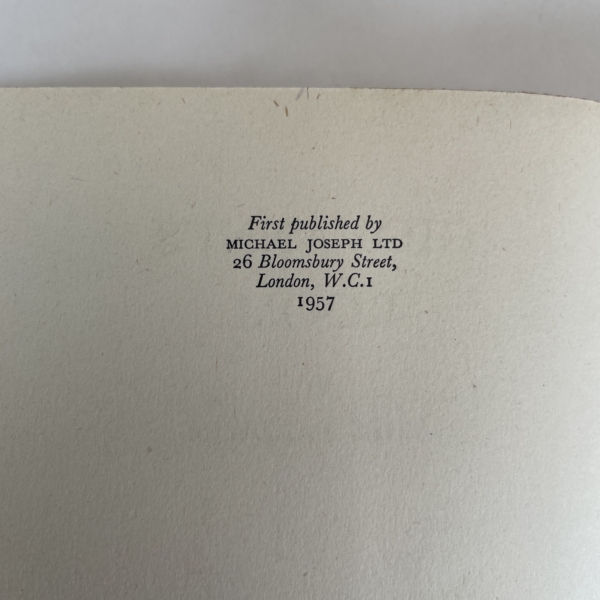 First published by
MICHAEL JOSEPH LTD
26 Bloomsbury Street,
London, W.C.1
1957